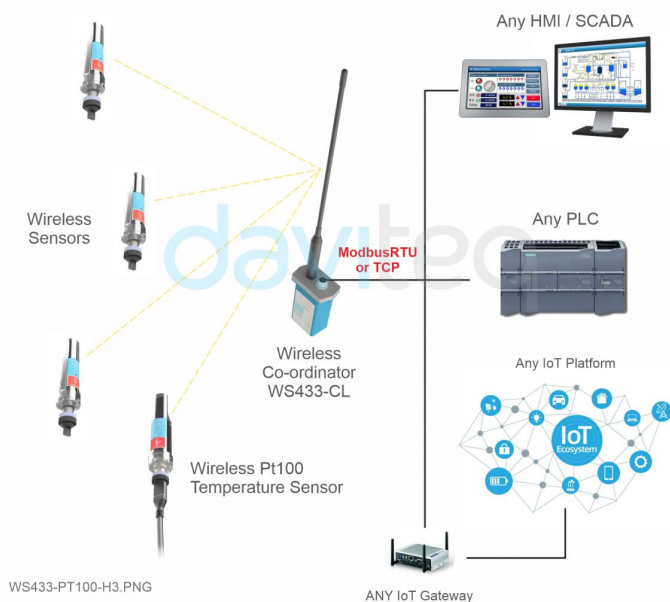 Any HMI / SCADA
Wireless
Sensors
daviteq
ModbusRTU
or TCP
Any PLC
Wireless
Co-ordinator
WS433-CL
Any IoT Platform
IoT
Ecosystem
Wireless Pt100
Temperature Sensor
WS433-PT100-H3.PNG
ANY IoT Gateway